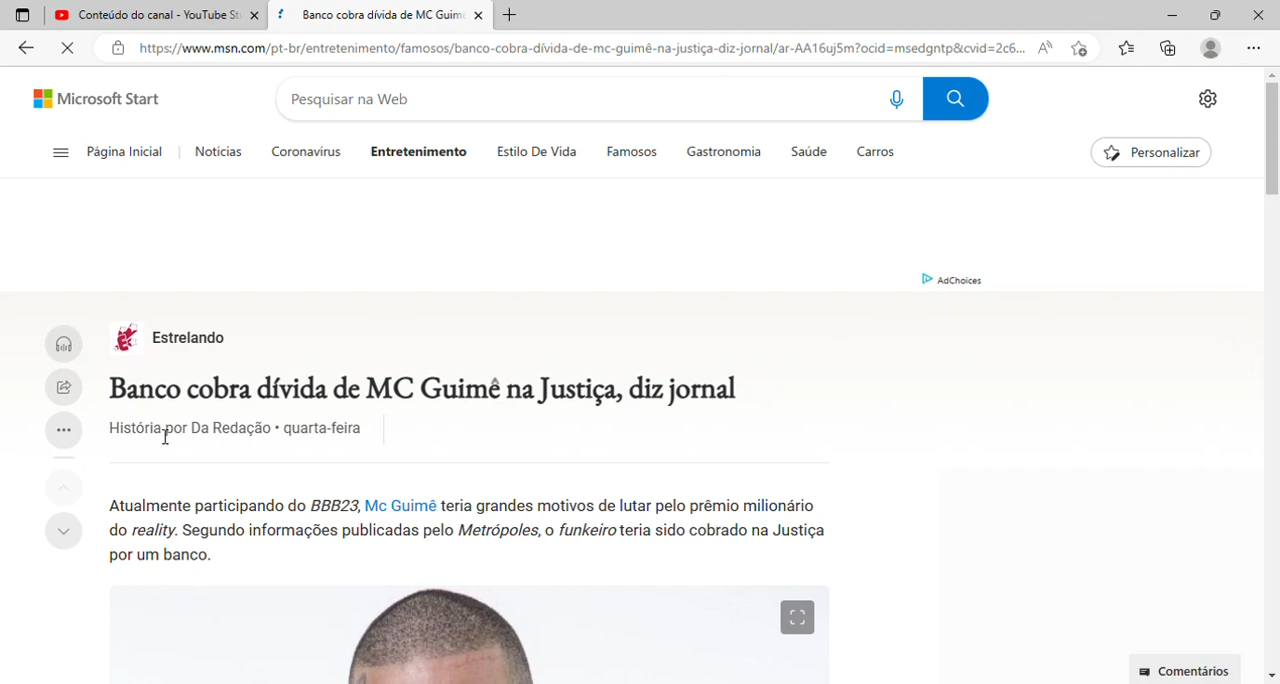 Conteúdo do canal - YouTube St
Banco cobra dívida de MC Guim
https://www.msn.com/pt-br/entretenimento/famosos/banco-cobra-dívida-de-mc-guimê-na-justiça-diz-jornal/ar-AA16uj5m?ocid=msedgntp&cvid=2c6...
Microsoft Start
Pesquisar na Web
Página Inicial
Notícias
Coronavírus
Entretenimento
Estilo De Vida
Famosos
Gastronomia
Saúde
Carros
Personalizar
AdChoices
Estrelando
Banco cobra dívida de MC Guimê na Justiça, diz jornal
História por Da Redação • quarta-feira
Atualmente participando do BBB23, Mc Guimê teria grandes motivos de lutar pelo prêmio milionário
do reality. Segundo informações publicadas pelo Metrópoles, o funkeiro teria sido cobrado na Justiça
por um banco.
Comentários